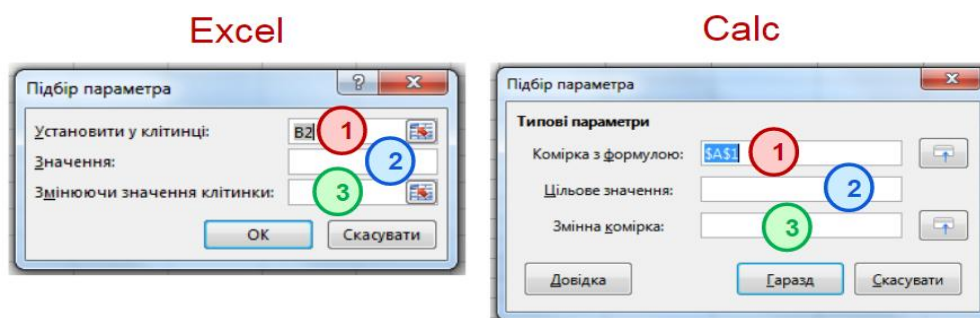 Excel
Підбір параметра
Установити у клітинці: B2 1
Значення: 2
Змінюючи значення клітинки: 3
OK Скасувати
Calc
Підбір параметра
Типові параметри
Комірка з формулою: $A$1 1
Цільове значення: 2
Змінна комірка: 3
Довідка Гаразд Скасувати